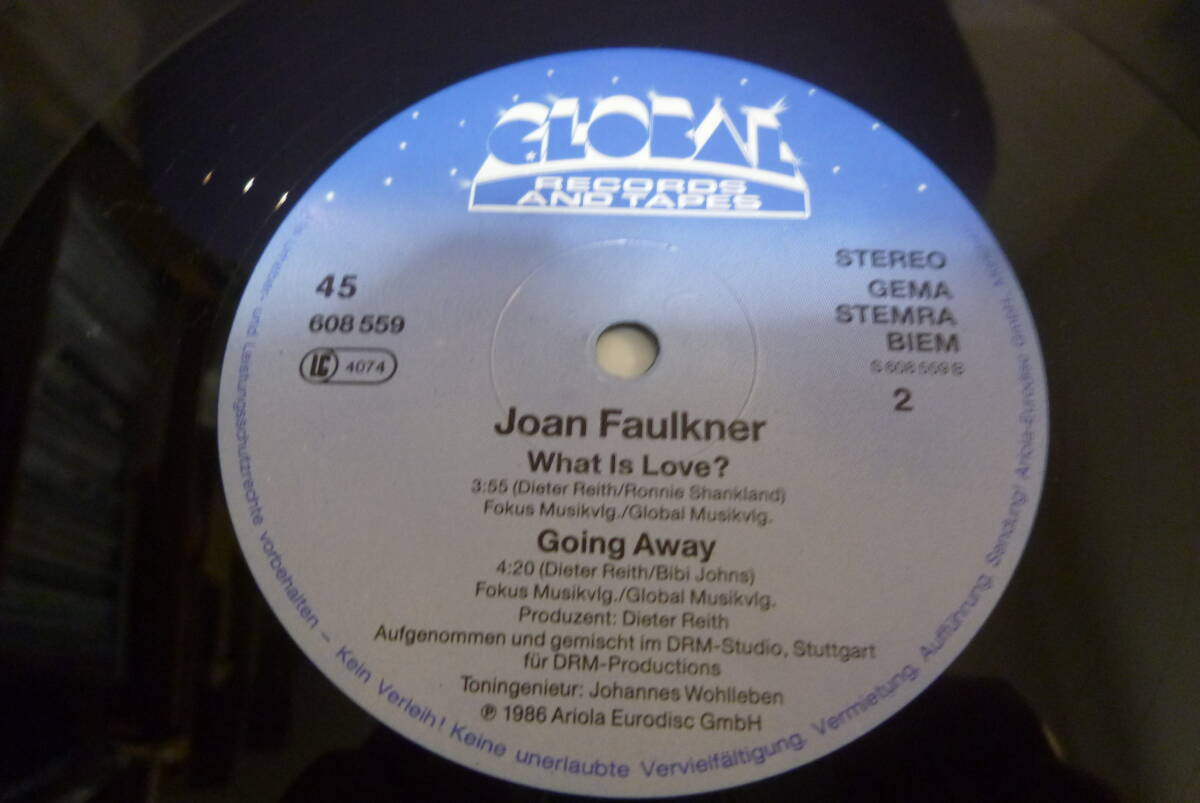 GLOBAL
RECORDS
AND TAPES
45
608 559
LC 4074
STEREO
GEMA
STEMRA
BIEM
S 608 559 B
2
Joan Faulkner
What Is Love?
3:55 (Dieter Reith/Ronnie Shankland)
Fokus Musikvlg./Global Musikvlg.
Going Away
4:20 (Dieter Reith/Bibi Johns)
Fokus Musikvlg./Global Musikvlg.
Produzent: Dieter Reith
Aufgenommen und gemischt im DRM-Studio, Stuttgart
für DRM-Productions
Toningenieur: Johannes Wohlleben
℗ 1986 Ariola Eurodisc GmbH
Urheber- und Leistungsschutzrechte vorbehalten – Kein Verleih! Keine unerlaubte Vervielfältigung, Vermietung, Aufführung, Sendung! Ariola-Eurodisc GmbH,